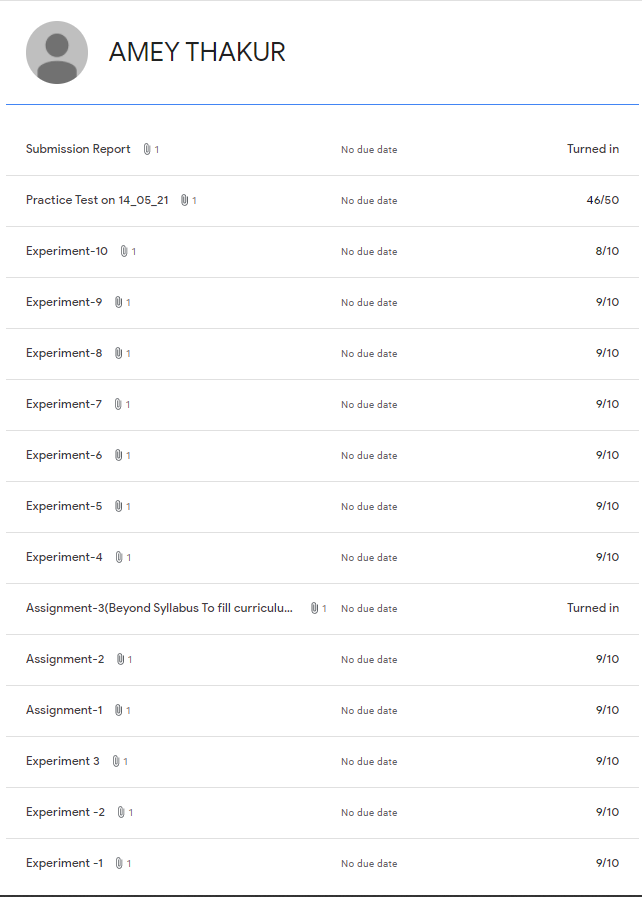 AMEY THAKUR
Submission Report 1 No due date Turned in
Practice Test on 14_05_21 1 No due date 46/50
Experiment-10 1 No due date 8/10
Experiment-9 1 No due date 9/10
Experiment-8 1 No due date 9/10
Experiment-7 1 No due date 9/10
Experiment-6 1 No due date 9/10
Experiment-5 1 No due date 9/10
Experiment-4 1 No due date 9/10
Assignment-3(Beyond Syllabus To fill curriculu... 1 No due date Turned in
Assignment-2 1 No due date 9/10
Assignment-1 1 No due date 9/10
Experiment 3 1 No due date 9/10
Experiment -2 1 No due date 9/10
Experiment -1 1 No due date 9/10